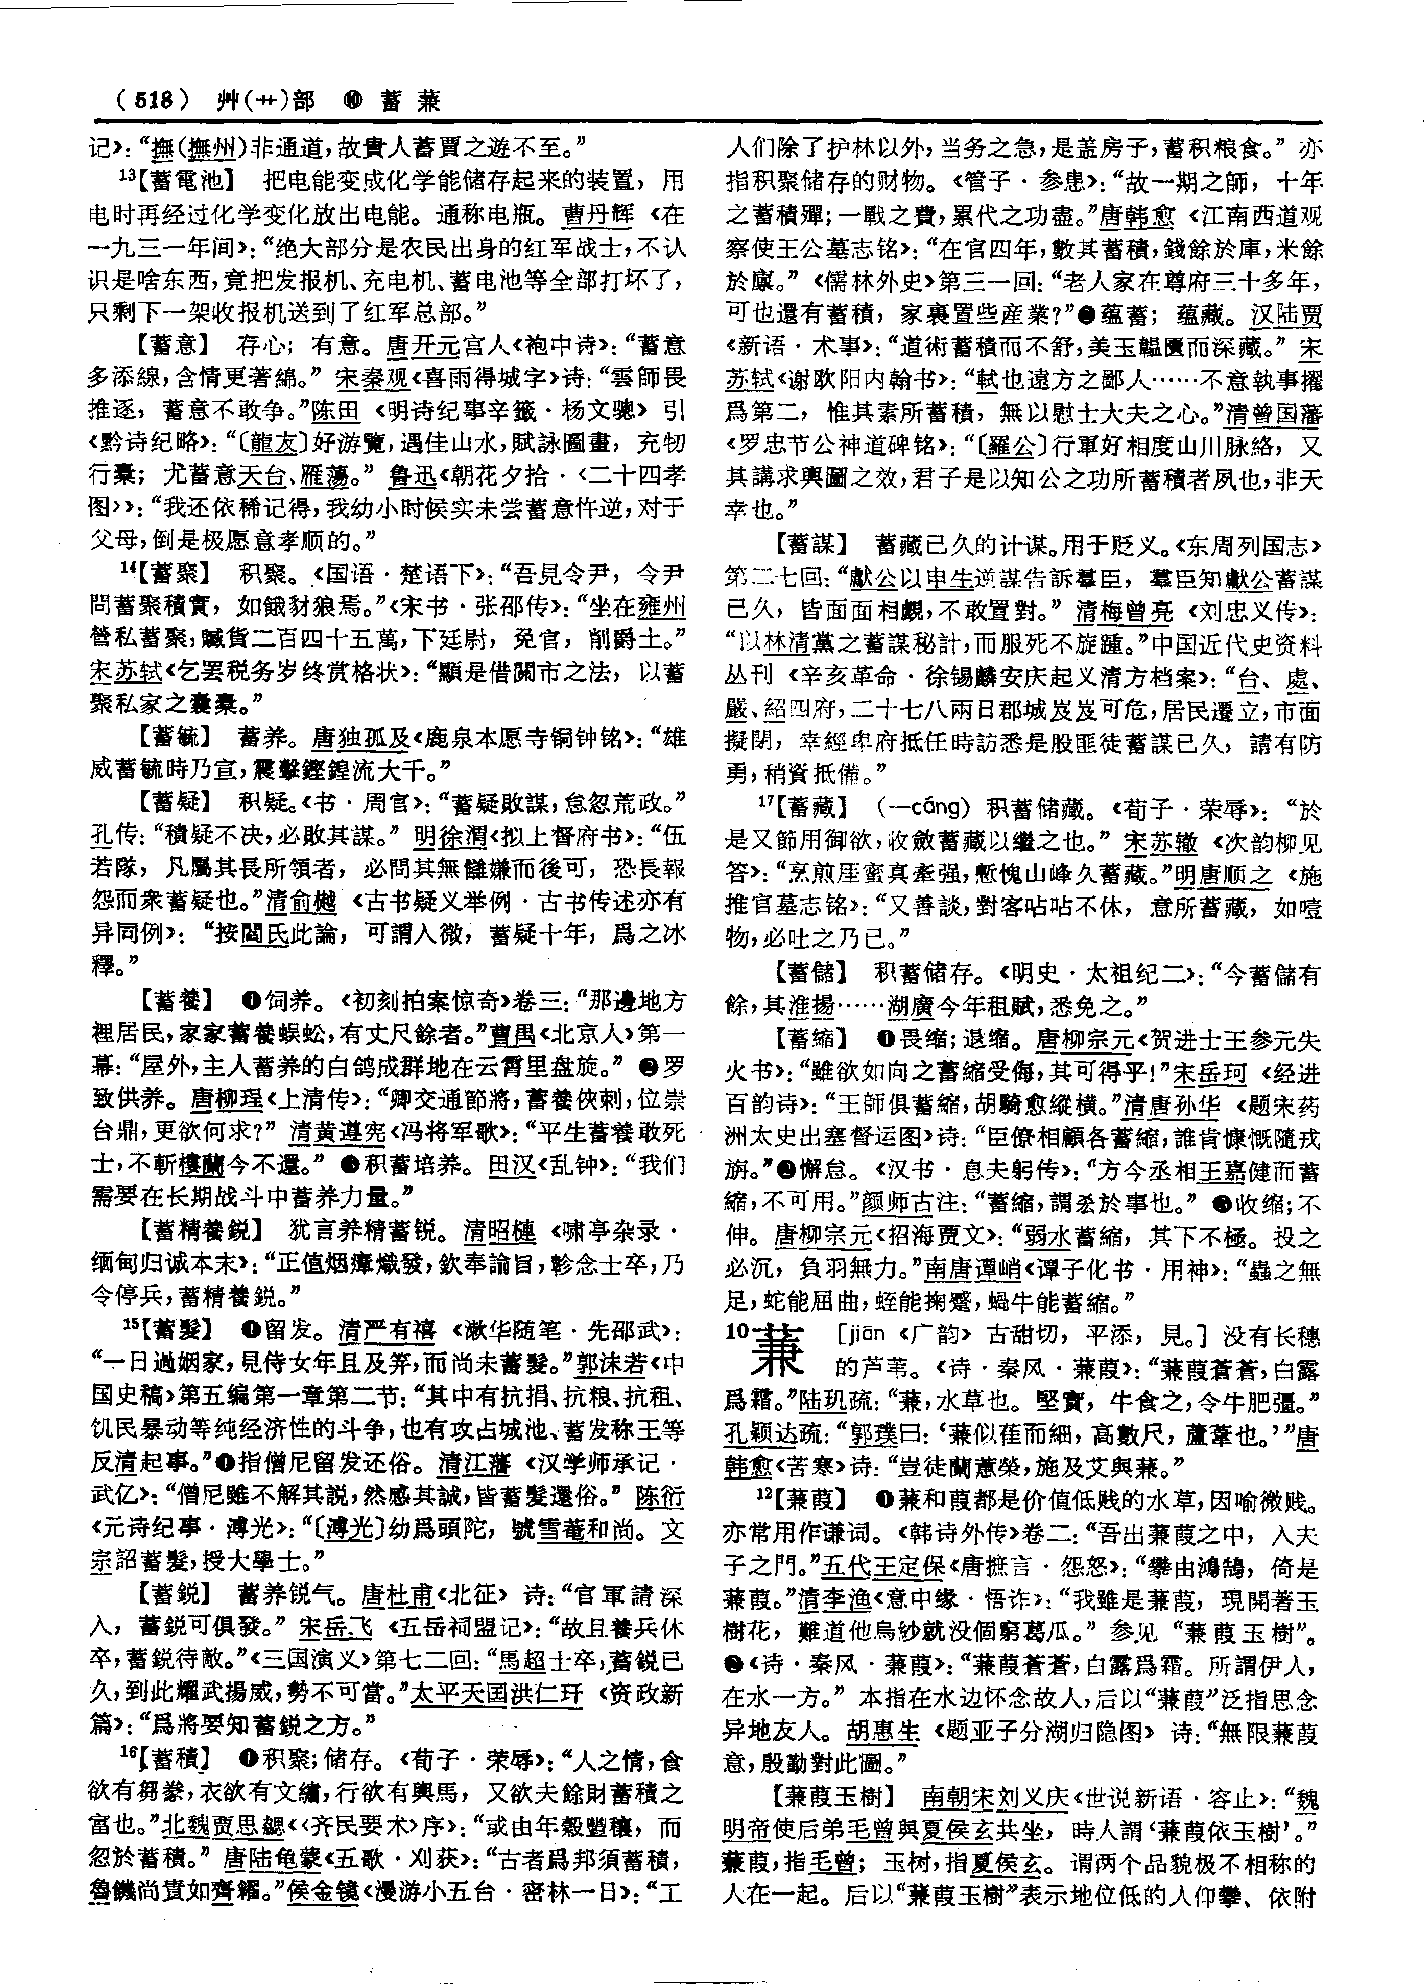 （518） 艸(艹)部 ❿ 蓄 蒹
记》：“撫(撫州)非通道，故貴人蓄賈之遊不至。”
13【蓄電池】 把电能变成化学能储存起来的装置，用
电时再经过化学变化放出电能。通称电瓶。曹丹辉《在
一九三一年间》：“绝大部分是农民出身的红军战士，不认
识是啥东西，竟把发报机、充电机、蓄电池等全部打坏了，
只剩下一架收报机送到了红军总部。”
【蓄意】 存心；有意。唐开元宫人《袍中诗》：“蓄意
多添線，含情更著綿。”宋秦观《喜雨得城字》诗：“雲師畏
推逐，蓄意不敢争。”陈田《明诗纪事辛籤·杨文骢》引
《黔诗纪略》：“〔龍友〕好游覽，遇佳山水，賦詠圖畫，充牣
行橐；尤蓄意天台、雁蕩。”鲁迅《朝花夕拾·〈二十四孝
图〉》：“我还依稀记得，我幼小时候实未尝蓄意忤逆，对于
父母，倒是极愿意孝顺的。”
14【蓄聚】 积聚。《国语·楚语下》：“吾見令尹，令尹
問蓄聚積實，如餓豺狼焉。”《宋书·张邵传》：“坐在雍州
營私蓄聚，贓貨二百四十五萬，下廷尉，免官，削爵土。”
宋苏轼《乞罢税务岁终赏格状》：“顯是借關市之法，以蓄
聚私家之囊橐。”
【蓄毓】 蓄养。唐独孤及《鹿泉本愿寺铜钟铭》：“雄
威蓄毓時乃宣，震擊鏗鍠流大千。”
【蓄疑】 积疑。《书·周官》：“蓄疑敗謀，怠忽荒政。”
孔传：“積疑不决，必敗其謀。”明徐渭《拟上督府书》：“伍
若隊，凡屬其長所領者，必問其無讎嫌而後可，恐長報
怨而衆蓄疑也。”清俞樾《古书疑义举例·古书传述亦有
异同例》：“按閻氏此論，可謂入微，蓄疑十年，爲之冰
釋。”
【蓄養】 ❶饲养。《初刻拍案惊奇》卷三：“那邊地方
裡居民，家家蓄養蜈蚣，有丈尺餘者。”曹禺《北京人》第一
幕：“屋外，主人蓄养的白鸽成群地在云霄里盘旋。”❷罗
致供养。唐柳珵《上清传》：“卿交通節將，蓄養俠刺，位崇
台鼎，更欲何求？”清黄遵宪《冯将军歌》：“平生蓄養敢死
士，不斬樓蘭今不還。”❸积蓄培养。田汉《乱钟》：“我们
需要在长期战斗中蓄养力量。”
【蓄精養鋭】 犹言养精蓄锐。清昭梿《啸亭杂录·
缅甸归诚本末》：“正值烟瘴熾發，欽奉諭旨，軫念士卒，乃
令停兵，蓄精養鋭。”
15【蓄髮】 ❶留发。清严有禧《漱华随笔·先邵武》：
“一日過姻家，見侍女年且及笄，而尚未蓄髮。”郭沫若《中
国史稿》第五编第一章第二节：“其中有抗捐、抗粮、抗租、
饥民暴动等纯经济性的斗争，也有攻占城池、蓄发称王等
反清起事。”❷指僧尼留发还俗。清江藩《汉学师承记·
武亿》：“僧尼雖不解其説，然感其誠，皆蓄髮還俗。”陈衍
《元诗纪事·溥光》：“〔溥光〕幼爲頭陀，號雪菴和尚。文
宗詔蓄髮，授大學士。”
【蓄鋭】 蓄养锐气。唐杜甫《北征》诗：“官軍請深
入，蓄鋭可俱發。”宋岳飞《五岳祠盟记》：“故且養兵休
卒，蓄鋭待敵。”《三国演义》第七二回：“馬超士卒，蓄鋭已
久，到此耀武揚威，勢不可當。”太平天国洪仁玕《资政新
篇》：“爲將要知蓄鋭之方。”
16【蓄積】 ❶积聚；储存。《荀子·荣辱》：“人之情，食
欲有芻豢，衣欲有文繡，行欲有輿馬，又欲夫餘財蓄積之
富也。”北魏贾思勰《〈齐民要术〉序》：“或由年穀豐穰，而
忽於蓄積。”唐陆龟蒙《五歌·刈获》：“古者爲邦須蓄積，
魯饑尚責如齊糴。”侯金镜《漫游小五台·密林一日》：“工
人们除了护林以外，当务之急，是盖房子，蓄积粮食。”亦
指积聚储存的财物。《管子·参患》：“故一期之師，十年
之蓄積殫；一戰之費，累代之功盡。”唐韩愈《江南西道观
察使王公墓志铭》：“在官四年，數其蓄積，錢餘於庫，米餘
於廪。”《儒林外史》第三一回：“老人家在尊府三十多年，
可也還有蓄積，家裏置些産業？”❷蕴蓄；蕴藏。汉陆贾
《新语·术事》：“道術蓄積而不舒，美玉韞匵而深藏。”宋
苏轼《谢欧阳内翰书》：“軾也遠方之鄙人……不意執事擢
爲第二，惟其素所蓄積，無以慰士大夫之心。”清曾国藩
《罗忠节公神道碑铭》：“〔羅公〕行軍好相度山川脉絡，又
其講求輿圖之效，君子是以知公之功所蓄積者夙也，非天
幸也。”
【蓄謀】 蓄藏已久的计谋。用于贬义。《东周列国志》
第二七回：“獻公以申生逆謀告訴羣臣，羣臣知獻公蓄謀
已久，皆面面相覷，不敢置對。”清梅曾亮《刘忠义传》：
“以林清黨之蓄謀秘計，而服死不旋踵。”中国近代史资料
丛刊《辛亥革命·徐锡麟安庆起义清方档案》：“台、處、
嚴、紹四府，二十七八兩日郡城岌岌可危，居民遷立，市面
擬閉，幸經卑府抵任時訪悉是股匪徒蓄謀已久，請有防
勇，稍資抵備。”
17【蓄藏】 （—cáng）积蓄储藏。《荀子·荣辱》：“於
是又節用御欲，收斂蓄藏以繼之也。”宋苏辙《次韵柳见
答》：“烹煎厓蜜真牽强，慙愧山峰久蓄藏。”明唐顺之《施
推官墓志铭》：“又善談，對客呫呫不休，意所蓄藏，如噎
物，必吐之乃已。”
【蓄儲】 积蓄储存。《明史·太祖纪二》：“今蓄儲有
餘，其淮揚……湖廣今年租賦，悉免之。”
【蓄縮】 ❶畏缩；退缩。唐柳宗元《贺进士王参元失
火书》：“雖欲如向之蓄縮受侮，其可得乎！”宋岳珂《经进
百韵诗》：“王師俱蓄縮，胡騎愈縱横。”清唐孙华《题宋药
洲太史出塞督运图》诗：“臣僚相顧各蓄縮，誰肯慷慨隨戎
旃。”❷懈怠。《汉书·息夫躬传》：“方今丞相王嘉健而蓄
縮，不可用。”颜师古注：“蓄縮，謂怂於事也。”❸收缩；不
伸。唐柳宗元《招海贾文》：“弱水蓄縮，其下不極。投之
必沉，負羽無力。”南唐谭峭《谭子化书·用神》：“蟲之無
足，蛇能屈曲，蛭能掬蹙，蝸牛能蓄縮。”
10蒹 [jiān《广韵》古甜切，平添，見。]没有长穗
的芦苇。《诗·秦风·蒹葭》：“蒹葭蒼蒼，白露
爲霜。”陆玑疏：“蒹，水草也。堅實，牛食之，令牛肥彊。”
孔颖达疏：“郭璞曰：‘蒹似萑而細，高數尺，蘆葦也。’”唐
韩愈《苦寒》诗：“豈徒蘭蕙榮，施及艾與蒹。”
12【蒹葭】 ❶蒹和葭都是价值低贱的水草，因喻微贱。
亦常用作谦词。《韩诗外传》卷二：“吾出蒹葭之中，入夫
子之門。”五代王定保《唐摭言·怨怒》：“攀由鴻鵠，倚是
蒹葭。”清李渔《意中缘·悟诈》：“我雖是蒹葭，現開著玉
樹花，難道他烏紗就没個窮葛瓜。”参见“蒹葭玉樹”。
❷《诗·秦风·蒹葭》：“蒹葭蒼蒼，白露爲霜。所謂伊人，
在水一方。”本指在水边怀念故人，后以“蒹葭”泛指思念
异地友人。胡惠生《题亚子分湖归隐图》诗：“無限蒹葭
意，殷勤對此圖。”
【蒹葭玉樹】 南朝宋刘义庆《世说新语·容止》：“魏
明帝使后弟毛曾與夏侯玄共坐，時人謂‘蒹葭依玉樹’。”
蒹葭，指毛曾；玉树，指夏侯玄。谓两个品貌极不相称的
人在一起。后以“蒹葭玉樹”表示地位低的人仰攀、依附